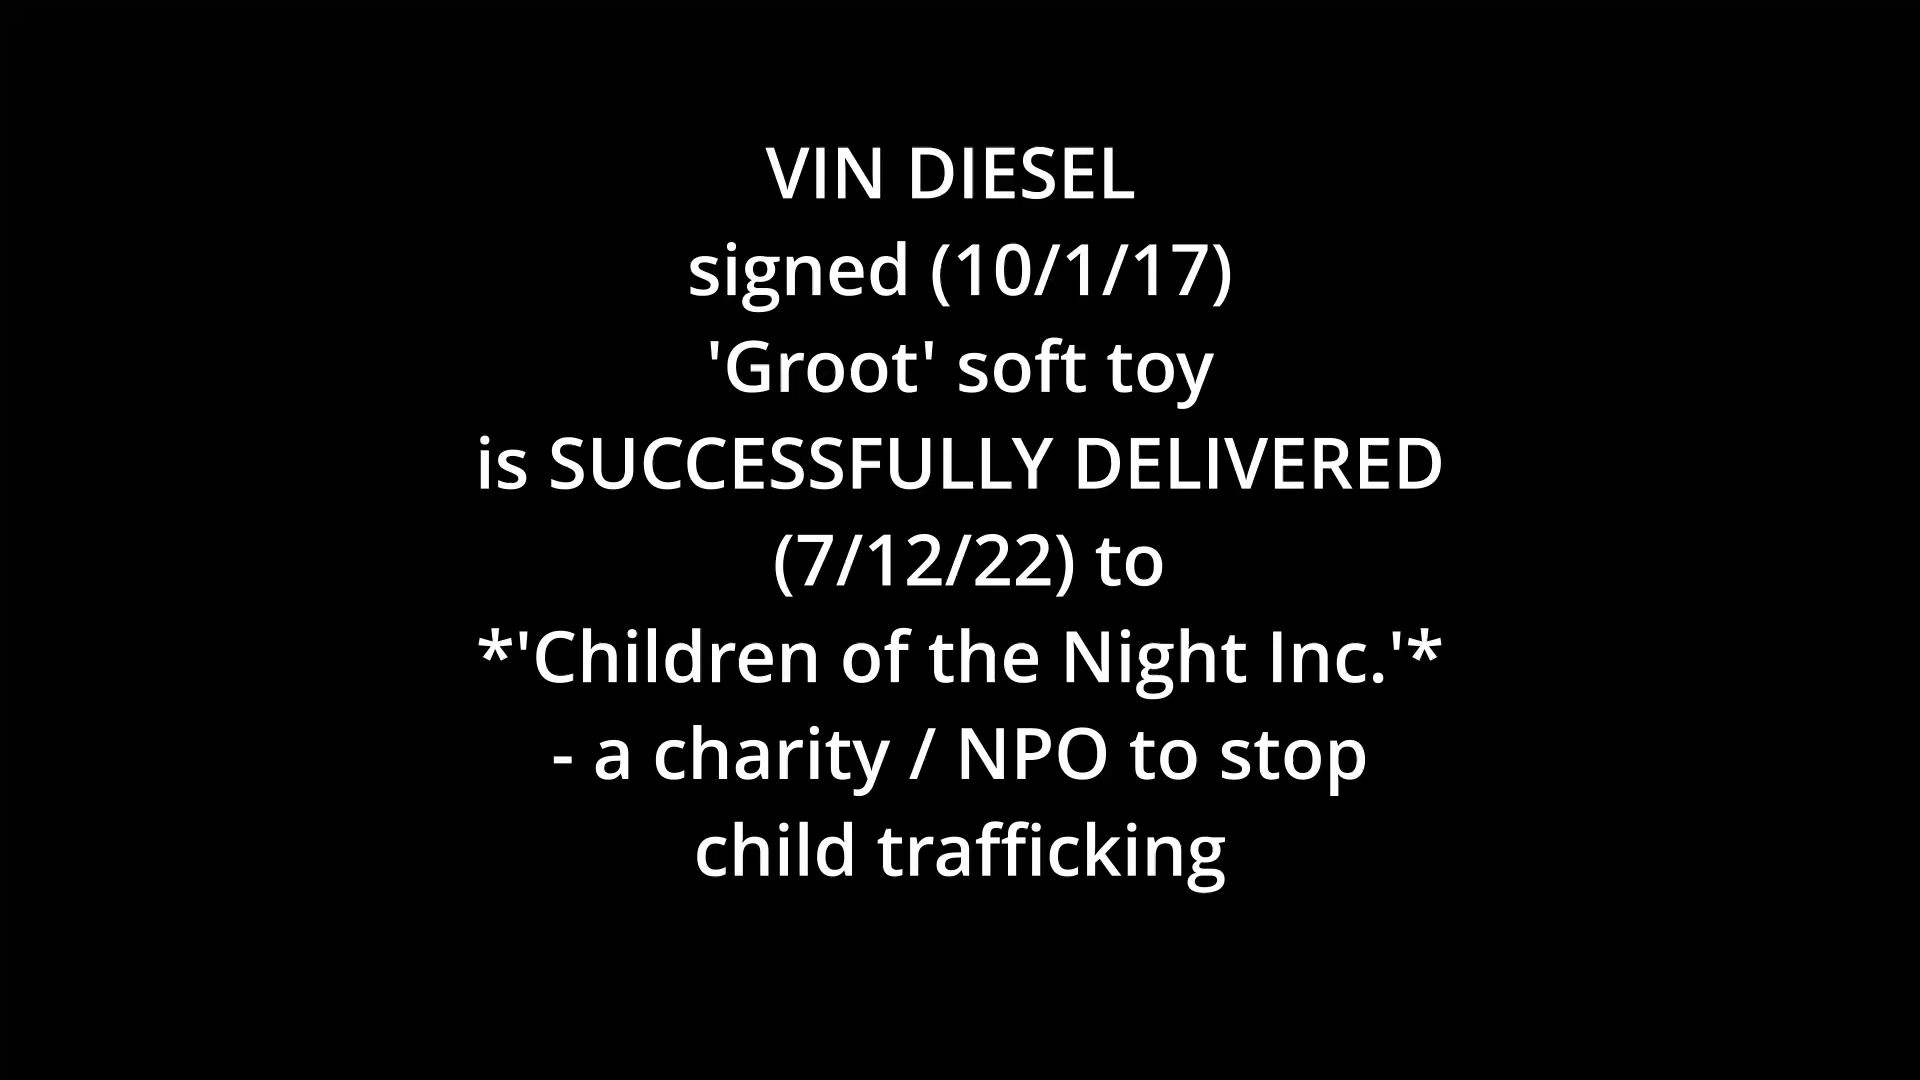 VIN DIESEL
signed (10/1/17)
'Groot' soft toy
is SUCCESSFULLY DELIVERED
(7/12/22) to
*'Children of the Night Inc.'*
- a charity / NPO to stop
child trafficking